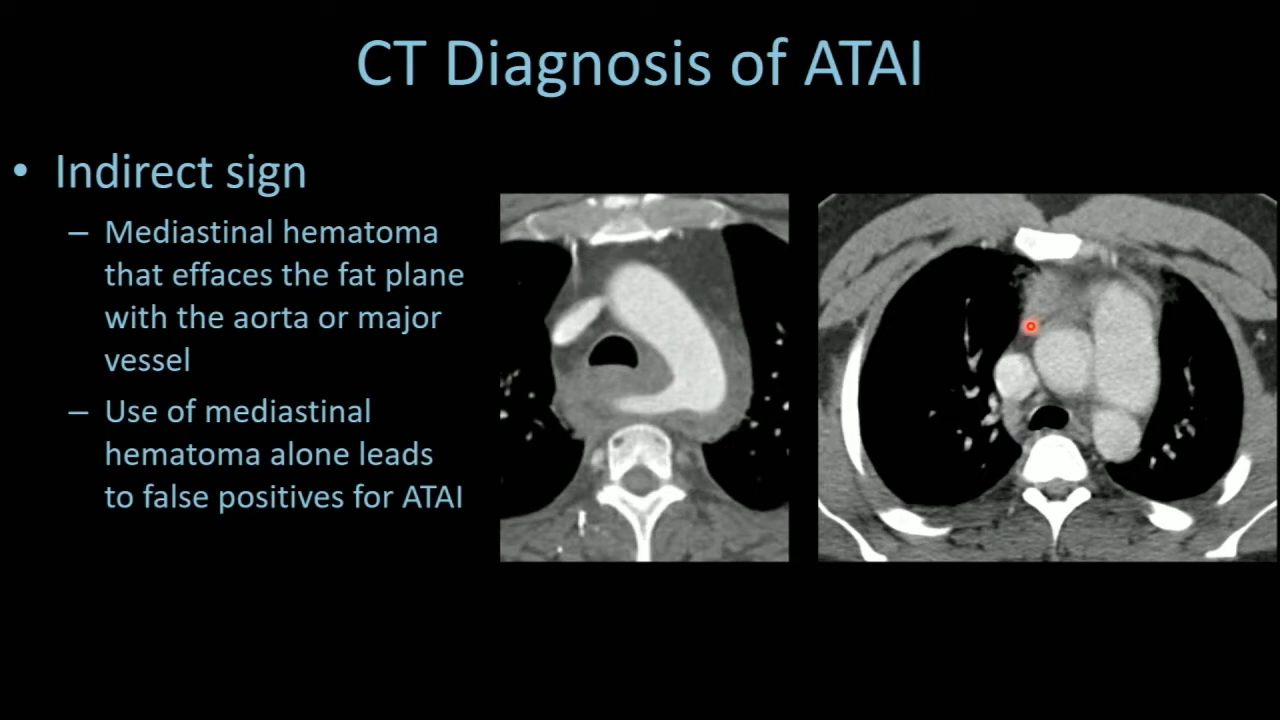 CT Diagnosis of ATAI
• Indirect sign
– Mediastinal hematoma
that effaces the fat plane
with the aorta or major
vessel
– Use of mediastinal
hematoma alone leads
to false positives for ATAI